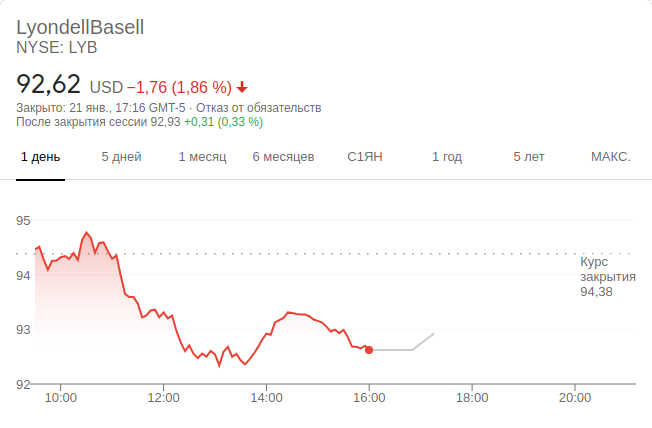 LyondellBasell
NYSE: LYB
92,62 USD −1,76 (1,86 %)
Закрыто: 21 янв., 17:16 GMT-5 · Отказ от обязательств
После закрытия сессии 92,93 +0,31 (0,33 %)
1 день 5 дней 1 месяц 6 месяцев С1ЯН 1 год 5 лет МАКС.
95
94
93
92
Курс
закрытия
94,38
10:00 12:00 14:00 16:00 18:00 20:00